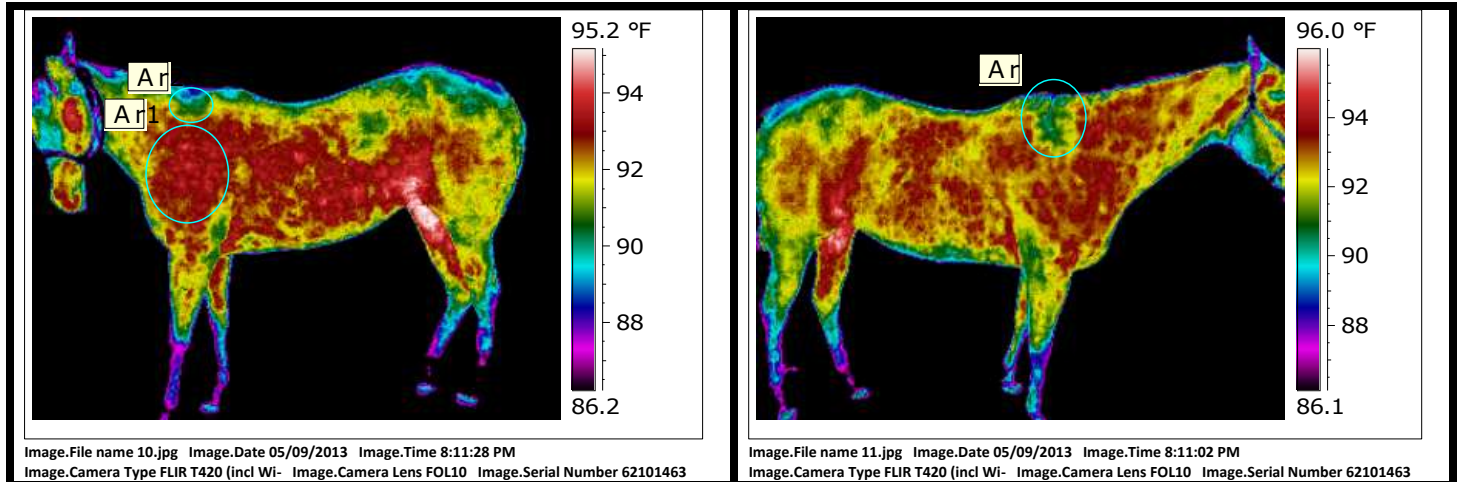 95.2 °F
Ar
Ar1
94
92
90
88
86.2
Image.File name 10.jpg Image.Date 05/09/2013 Image.Time 8:11:28 PM
Image.Camera Type FLIR T420 (incl Wi- Image.Camera Lens FOL10 Image.Serial Number 62101463
96.0 °F
Ar
94
92
90
88
86.1
Image.File name 11.jpg Image.Date 05/09/2013 Image.Time 8:11:02 PM
Image.Camera Type FLIR T420 (incl Wi- Image.Camera Lens FOL10 Image.Serial Number 62101463